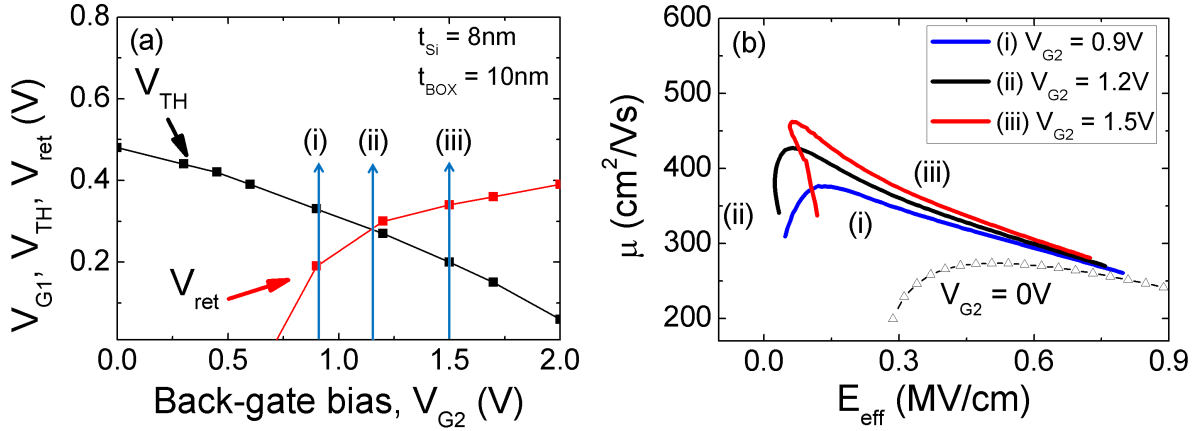 (a)
t_Si = 8nm
t_BOX = 10nm
V_TH
(i) (ii) (iii)
V_ret
V_G1, V_TH, V_ret (V)
0.8
0.6
0.4
0.2
0.0 0.5 1.0 1.5 2.0
Back-gate bias, V_G2 (V)
(b)
(i) V_G2 = 0.9V
(ii) V_G2 = 1.2V
(iii) V_G2 = 1.5V
(iii)
(ii)
(i)
V_G2 = 0V
μ (cm²/Vs)
600
500
400
300
200
0.0 0.3 0.6 0.9
E_eff (MV/cm)